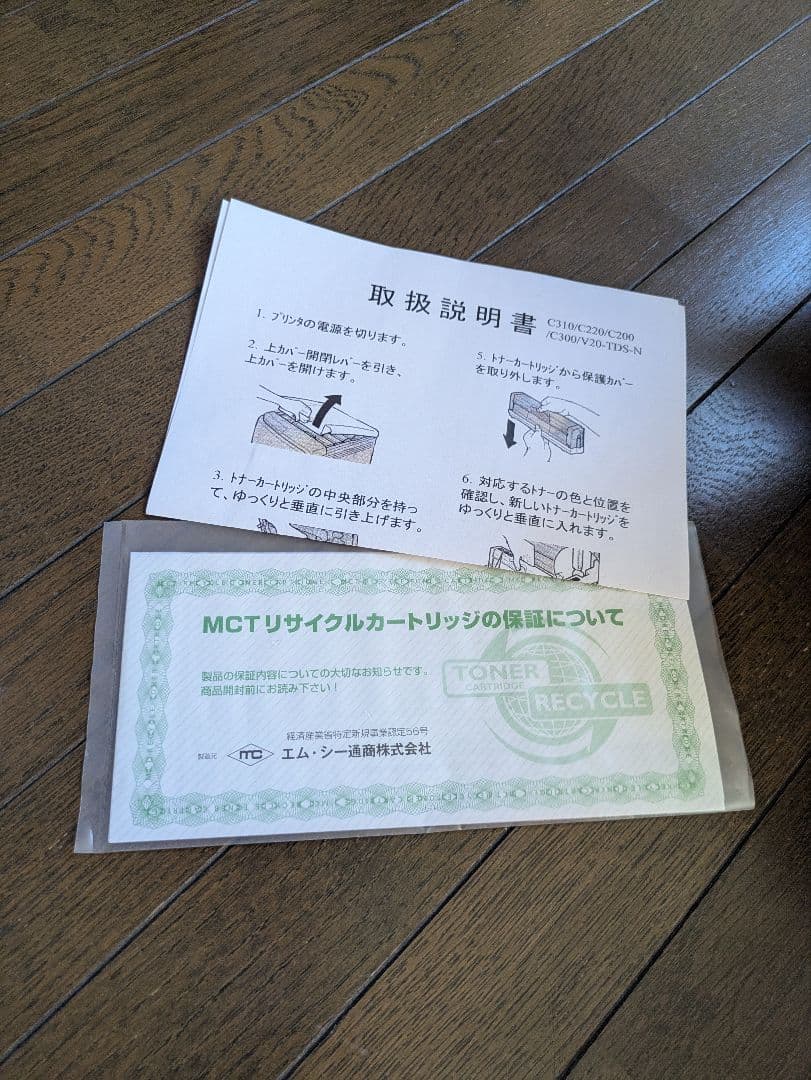 取扱説明書
C310/C220/C200
/C300/V20-TDS-N
1. ﾌﾟﾘﾝﾀの電源を切ります。
2. 上ｶﾊﾞｰ開閉ﾚﾊﾞｰを引き、
上ｶﾊﾞｰを開けます。
3. ﾄﾅｰｶｰﾄﾘｯｼﾞの中央部分を持っ
て、ゆっくりと垂直に引き上げます。
5. ﾄﾅｰｶｰﾄﾘｯｼﾞから保護ｶﾊﾞｰ
を取り外します。
6. 対応するﾄﾅｰの色と位置を
確認し、新しいﾄﾅｰｶｰﾄﾘｯｼﾞを
ゆっくりと垂直に入れます。
MCTリサイクルカートリッジの保証について
製品の保証内容についての大切なお知らせです。
商品開封前にお読み下さい！
TONER
CARTRIDGE
RECYCLE
経済産業省特定新規事業認定56号
製造元 MC エム・シー通商株式会社